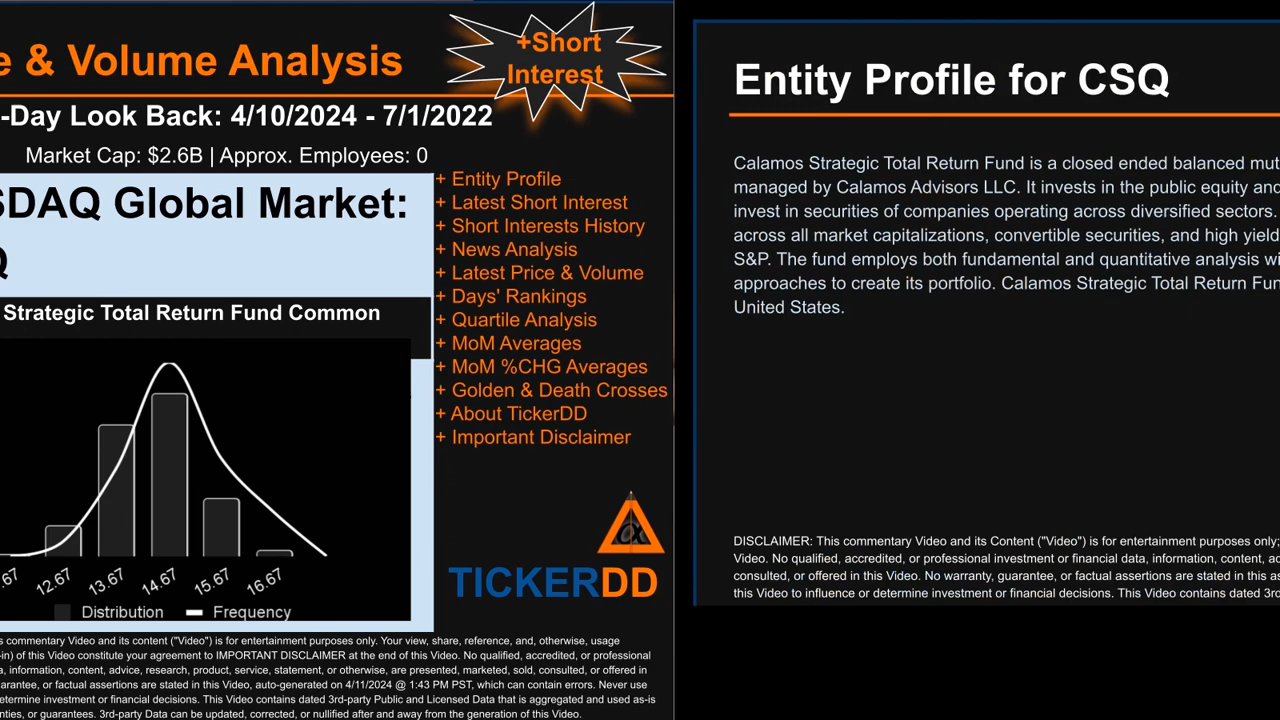 e & Volume Analysis
+Short
Interest
-Day Look Back: 4/10/2024 - 7/1/2022
Market Cap: $2.6B | Approx. Employees: 0
SDAQ Global Market:
Q
Strategic Total Return Fund Common
.67
12.67
13.67
14.67
15.67
16.67
Distribution
Frequency
+ Entity Profile
+ Latest Short Interest
+ Short Interests History
+ News Analysis
+ Latest Price & Volume
+ Days' Rankings
+ Quartile Analysis
+ MoM Averages
+ MoM %CHG Averages
+ Golden & Death Crosses
+ About TickerDD
+ Important Disclaimer
TICKERDD
s commentary Video and its content ("Video") is for entertainment purposes only. Your view, share, reference, and, otherwise, usage
-in) of this Video constitute your agreement to IMPORTANT DISCLAIMER at the end of this Video. No qualified, accredited, or professional
a, information, content, advice, research, product, service, statement, or otherwise, are presented, marketed, sold, consulted, or offered in
arantee, or factual assertions are stated in this Video, auto-generated on 4/11/2024 @ 1:43 PM PST, which can contain errors. Never use
etermine investment or financial decisions. This Video contains dated 3rd-party Public and Licensed Data that is aggregated and used as-is
nties, or guarantees. 3rd-party Data can be updated, corrected, or nullified after and away from the generation of this Video.
Entity Profile for CSQ
Calamos Strategic Total Return Fund is a closed ended balanced mut
managed by Calamos Advisors LLC. It invests in the public equity and
invest in securities of companies operating across diversified sectors.
across all market capitalizations, convertible securities, and high yield
S&P. The fund employs both fundamental and quantitative analysis wi
approaches to create its portfolio. Calamos Strategic Total Return Fun
United States.
DISCLAIMER: This commentary Video and its Content ("Video") is for entertainment purposes only;
Video. No qualified, accredited, or professional investment or financial data, information, content, ad
consulted, or offered in this Video. No warranty, guarantee, or factual assertions are stated in this as
this Video to influence or determine investment or financial decisions. This Video contains dated 3rd